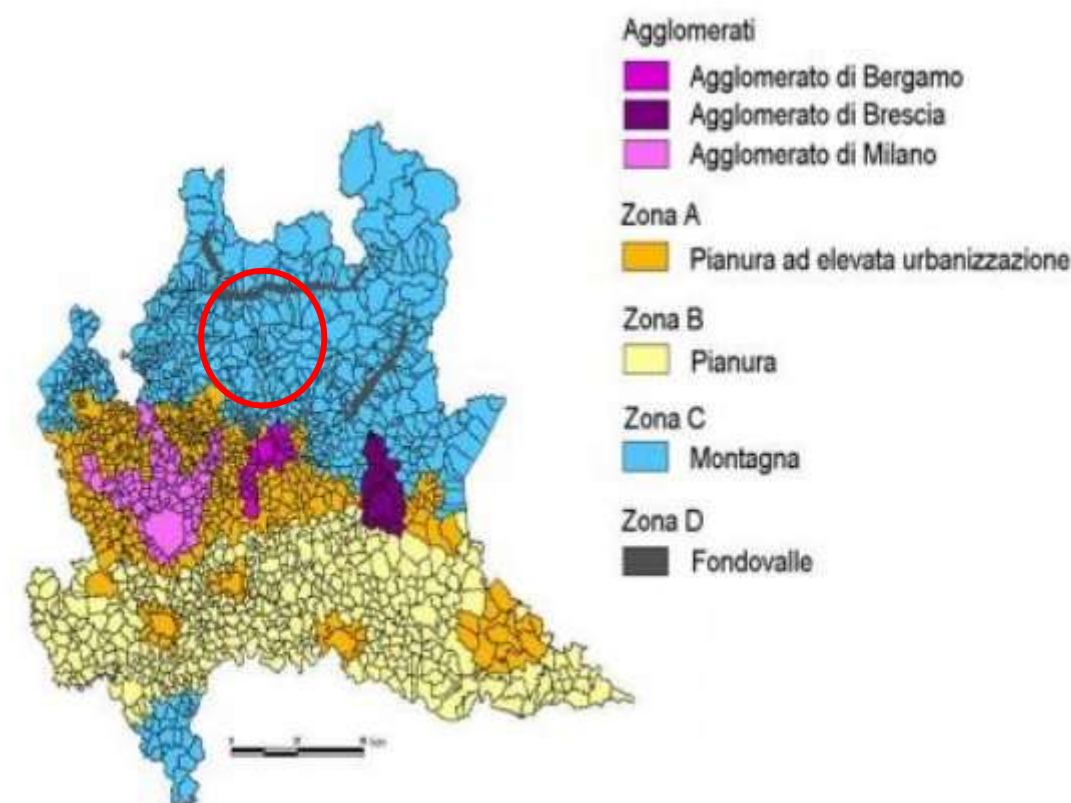 Agglomerati
Agglomerato di Bergamo
Agglomerato di Brescia
Agglomerato di Milano
Zona A
Pianura ad elevata urbanizzazione
Zona B
Pianura
Zona C
Montagna
Zona D
Fondovalle